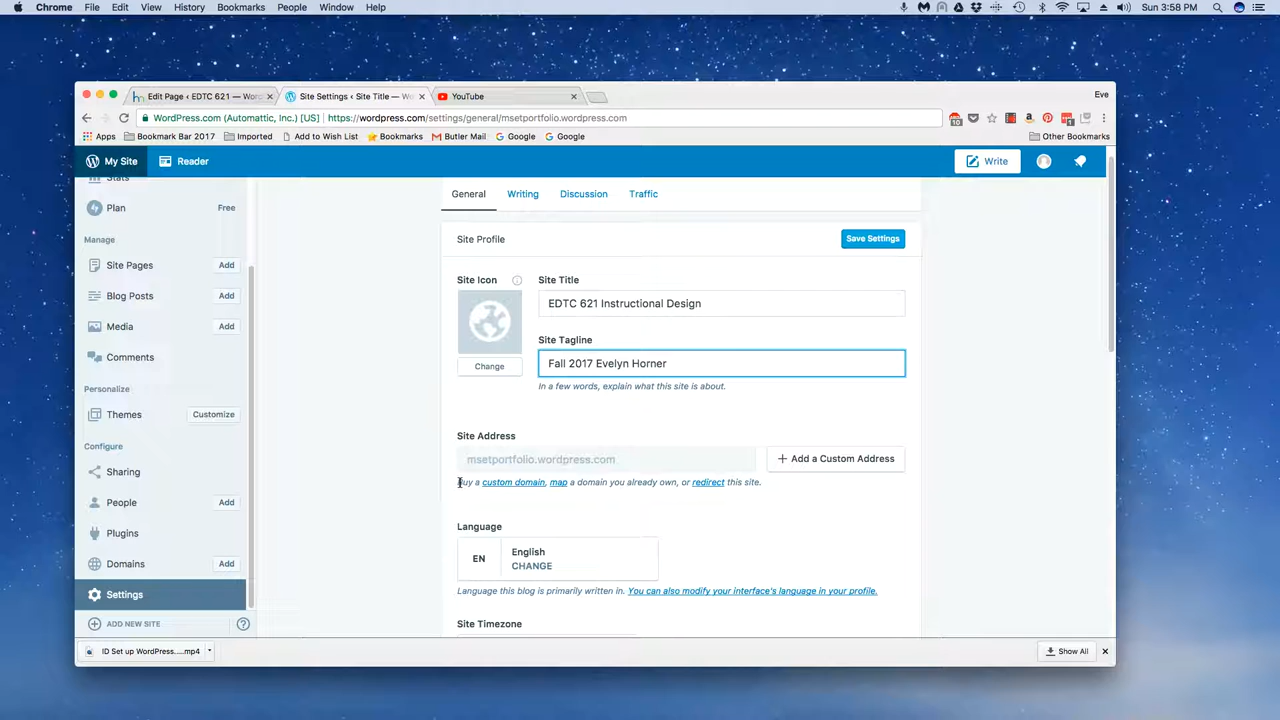 Chrome File Edit View History Bookmarks People Window Help Sun 3:58 PM
Edit Page ‹ EDTC 621 — Word Site Settings ‹ Site Title — Wo YouTube Eve
WordPress.com (Automattic, Inc.) [US] https://wordpress.com/settings/general/msetportfolio.wordpress.com 10 1
Apps Bookmark Bar 2017 Imported Add to Wish List Bookmarks Butler Mail Google Google Other Bookmarks
My Site Reader Write
Stats
General Writing Discussion Traffic
Plan Free
Manage
Site Profile Save Settings
Site Pages Add
Site Icon Site Title
Blog Posts Add
EDTC 621 Instructional Design
Media Add
Site Tagline
Comments
Fall 2017 Evelyn Horner
Change
Personalize
In a few words, explain what this site is about.
Themes Customize
Site Address
Configure
msetportfolio.wordpress.com + Add a Custom Address
Sharing
Buy a custom domain, map a domain you already own, or redirect this site.
People Add
Language
Plugins
EN English
CHANGE
Domains Add
Language this blog is primarily written in. You can also modify your interface's language in your profile.
Settings
ADD NEW SITE
Site Timezone
ID Set up WordPress....mp4 Show All